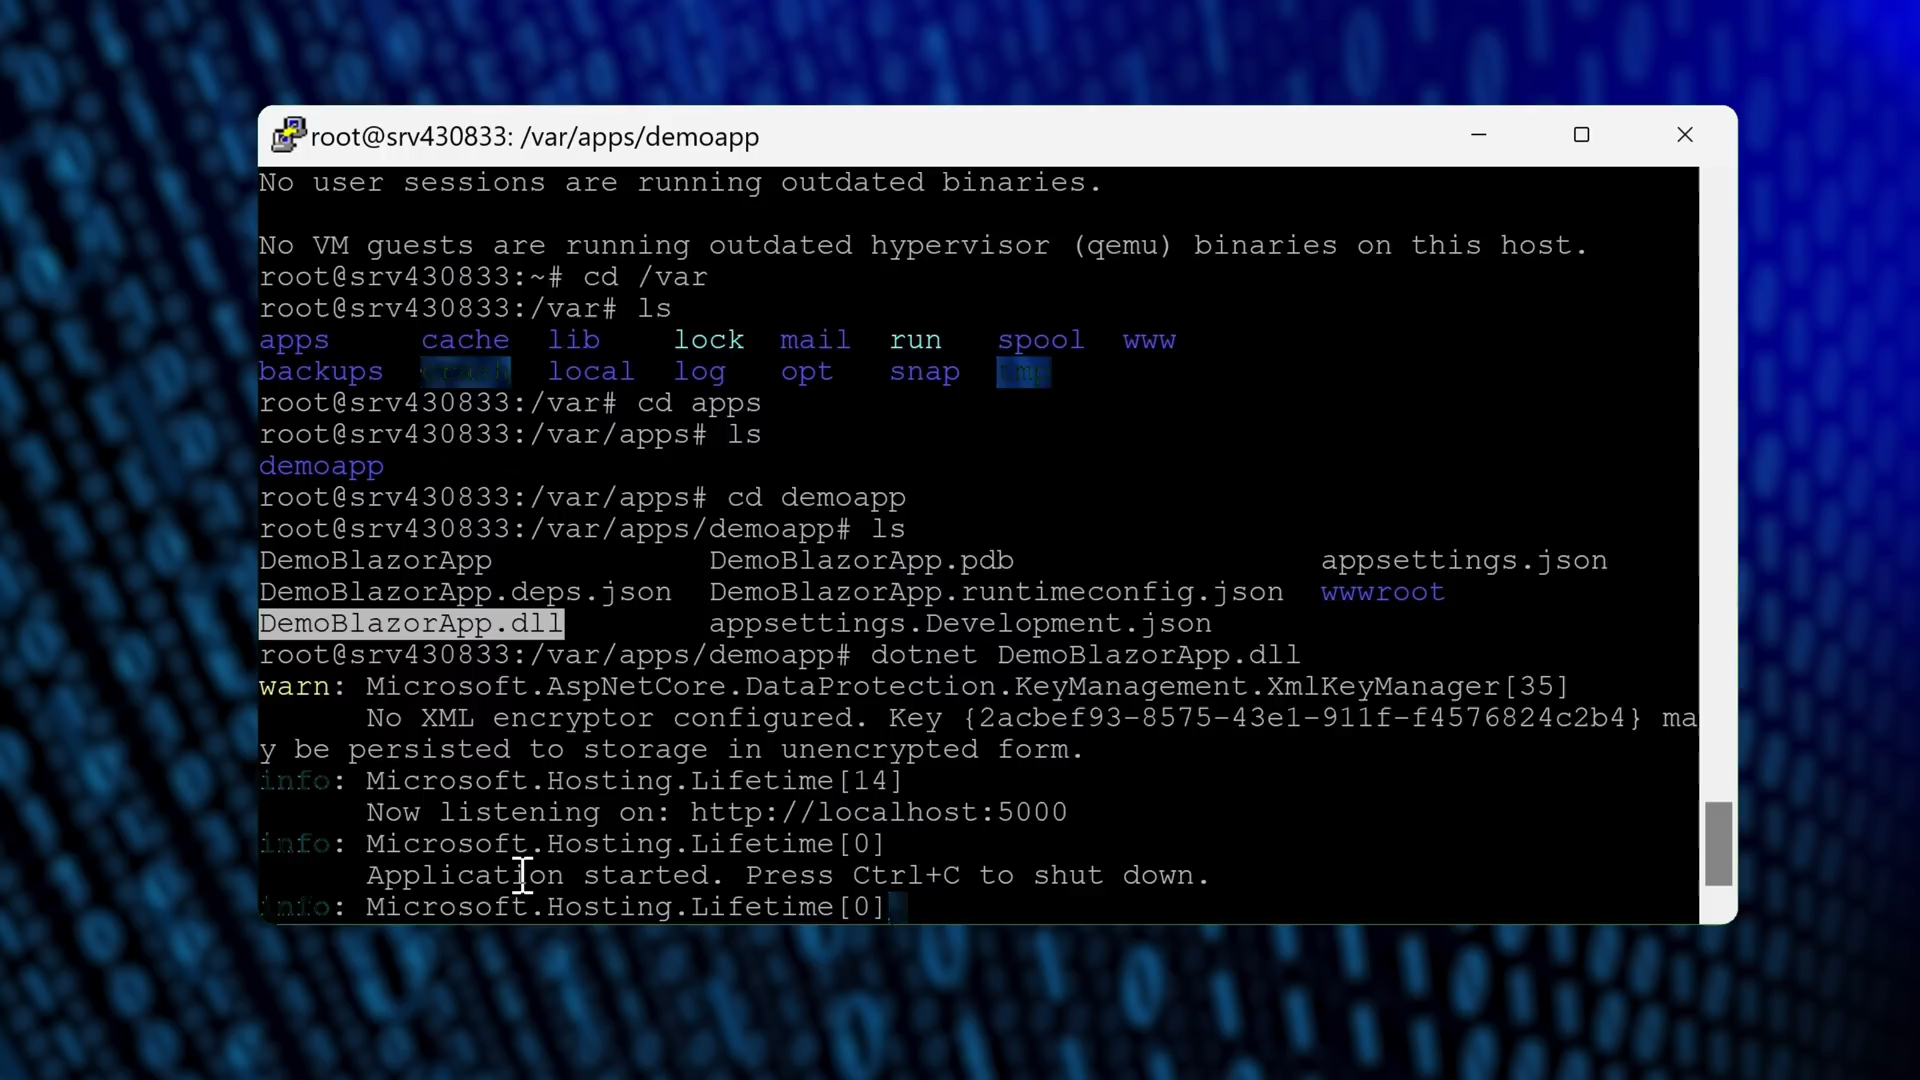 root@srv430833: /var/apps/demoapp
No user sessions are running outdated binaries.
No VM guests are running outdated hypervisor (qemu) binaries on this host.
root@srv430833:~# cd /var
root@srv430833:/var# ls
apps cache lib lock mail run spool www
backups crash local log opt snap tmp
root@srv430833:/var# cd apps
root@srv430833:/var/apps# ls
demoapp
root@srv430833:/var/apps# cd demoapp
root@srv430833:/var/apps/demoapp# ls
DemoBlazorApp DemoBlazorApp.pdb appsettings.json
DemoBlazorApp.deps.json DemoBlazorApp.runtimeconfig.json wwwroot
DemoBlazorApp.dll appsettings.Development.json
root@srv430833:/var/apps/demoapp# dotnet DemoBlazorApp.dll
warn: Microsoft.AspNetCore.DataProtection.KeyManagement.XmlKeyManager[35]
No XML encryptor configured. Key {2acbef93-8575-43e1-911f-f4576824c2b4} ma
y be persisted to storage in unencrypted form.
info: Microsoft.Hosting.Lifetime[14]
Now listening on: http://localhost:5000
info: Microsoft.Hosting.Lifetime[0]
Application started. Press Ctrl+C to shut down.
info: Microsoft.Hosting.Lifetime[0]